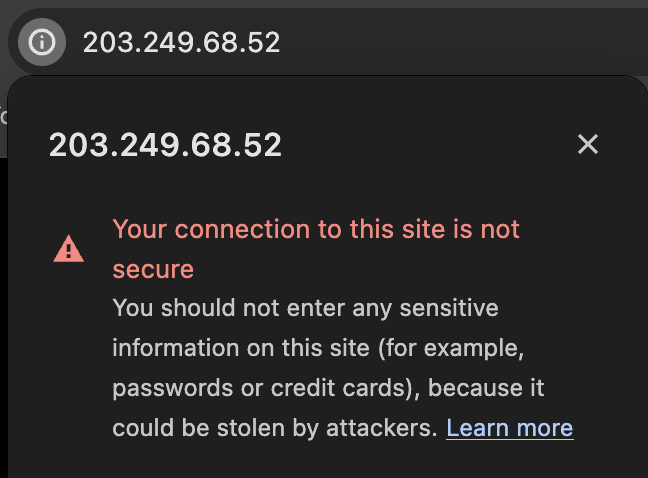 203.249.68.52
203.249.68.52
Your connection to this site is not
secure
You should not enter any sensitive
information on this site (for example,
passwords or credit cards), because it
could be stolen by attackers. Learn more